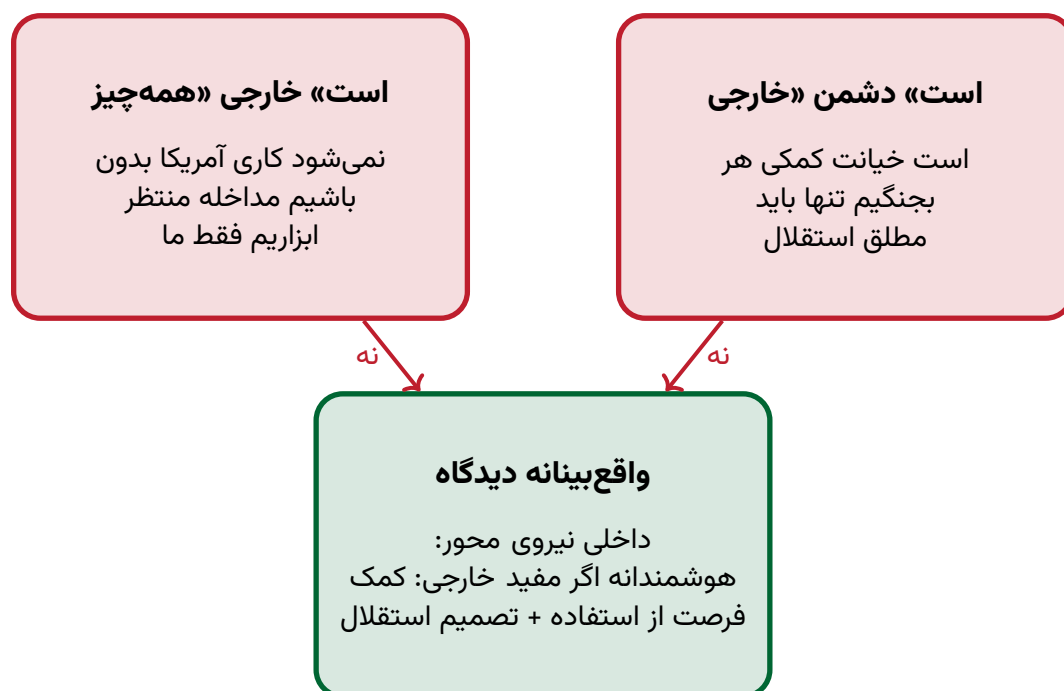 است» دشمن «خارجی
است خیانت کمکی هر
بجنگیم تنها باید
مطلق استقلال
است» خارجی «همه‌چیز
نمی‌شود کاری آمریکا بدون
باشیم مداخله منتظر
ابزاریم فقط ما
نه
نه
واقع‌بینانه دیدگاه
داخلی نیروی محور:
هوشمندانه اگر مفید خارجی: کمک
فرصت از استفاده + تصمیم استقلال